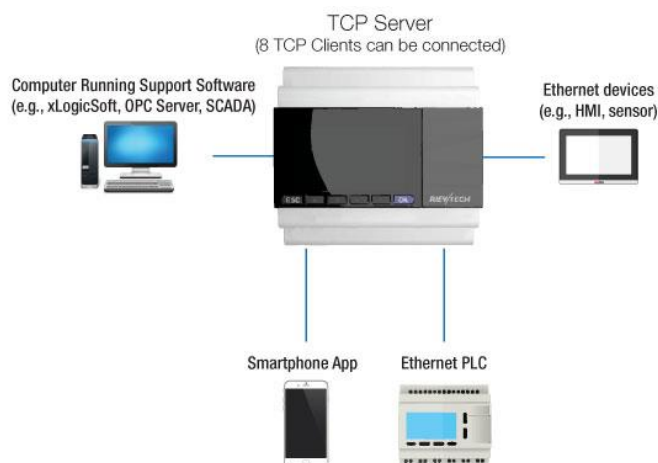 TCP Server
(8 TCP Clients can be connected)
Computer Running Support Software
(e.g., xLogicSoft, OPC Server, SCADA)
Ethernet devices
(e.g., HMI, sensor)
ESC
OK
RIEVTECH
Smartphone App
Ethernet PLC